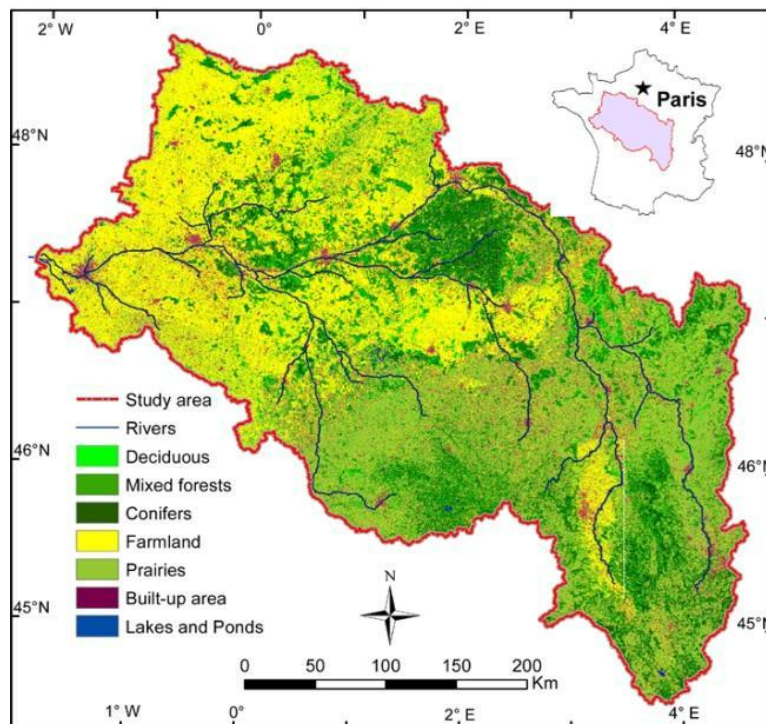 2° W
0°
2° E
4° E
Paris
48°N
48°N
Study area
Rivers
Deciduous
Mixed forests
Conifers
Farmland
Prairies
Built-up area
Lakes and Ponds
46°N
46°N
45°N
45°N
N
0 50 100 150 200
Km
1° W
0°
2° E
4° E